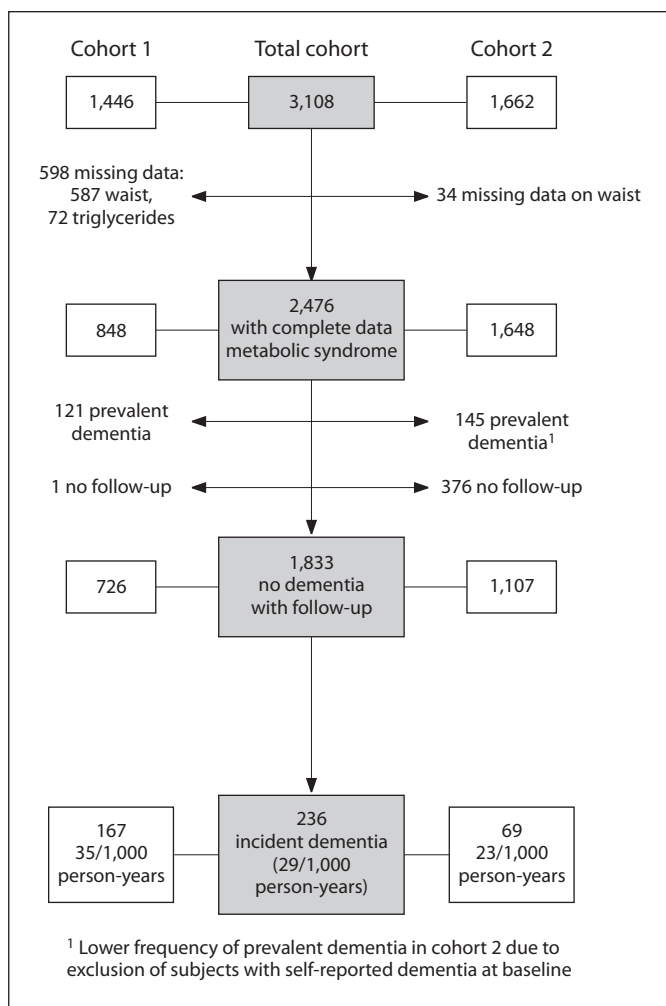 Cohort 1
Total cohort
Cohort 2
1,446
3,108
1,662
598 missing data:
587 waist,
72 triglycerides
34 missing data on waist
848
2,476
with complete data
metabolic syndrome
1,648
121 prevalent
dementia
145 prevalent
dementia¹
1 no follow-up
376 no follow-up
726
1,833
no dementia
with follow-up
1,107
167
35/1,000
person-years
236
incident dementia
(29/1,000
person-years)
69
23/1,000
person-years
¹ Lower frequency of prevalent dementia in cohort 2 due to
exclusion of subjects with self-reported dementia at baseline